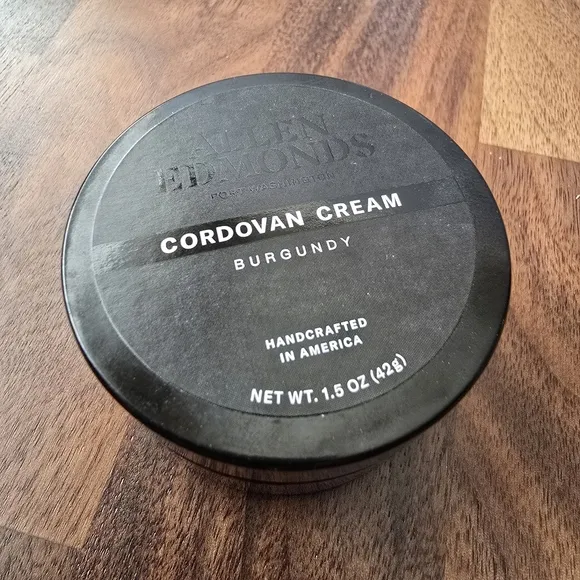 ALLEN
EDMONDS
PORT WASHINGTON
CORDOVAN CREAM
BURGUNDY
HANDCRAFTED
IN AMERICA
NET WT. 1.5 OZ (42g)